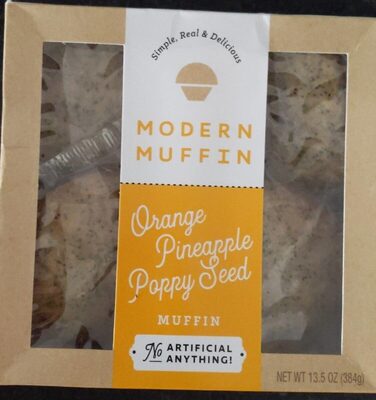 Simple, Real & Delicious
MODERN
MUFFIN
Orange
Pineapple
Poppy Seed
MUFFIN
No ARTIFICIAL
ANYTHING!
NET WT 13.5 OZ (384g)